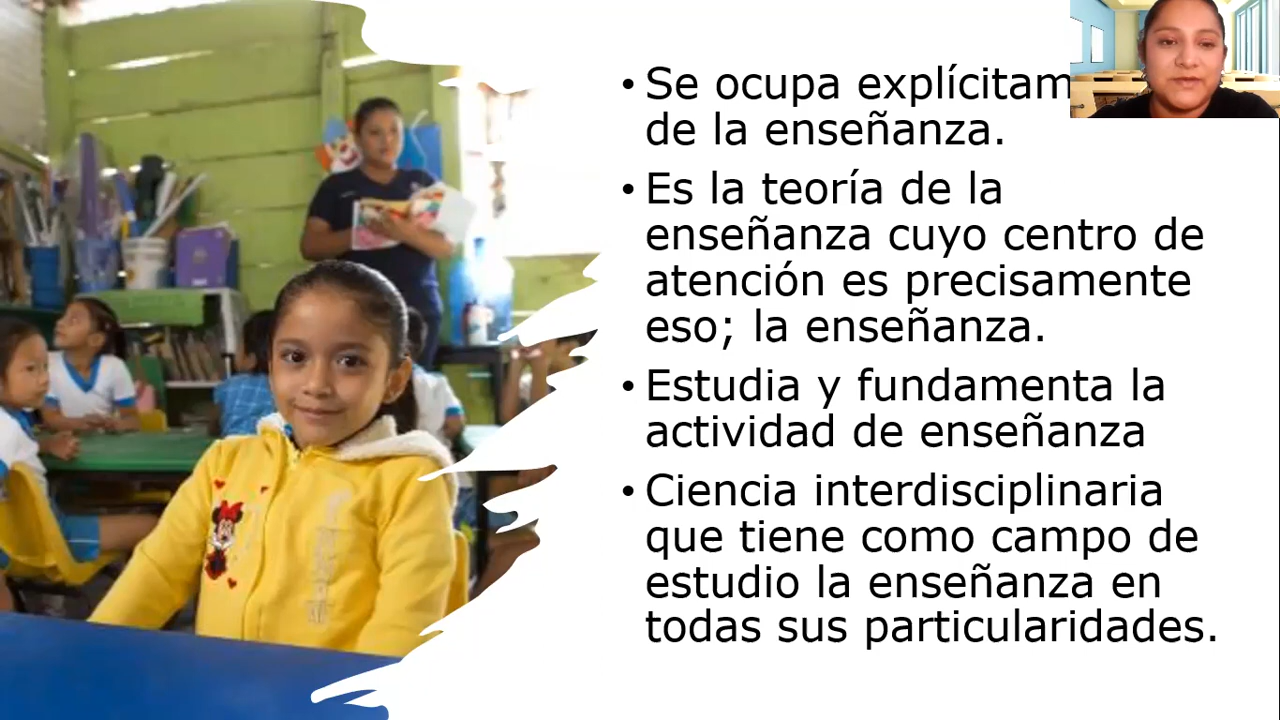 • Se ocupa explícitam
de la enseñanza.
• Es la teoría de la
enseñanza cuyo centro de
atención es precisamente
eso; la enseñanza.
• Estudia y fundamenta la
actividad de enseñanza
• Ciencia interdisciplinaria
que tiene como campo de
estudio la enseñanza en
todas sus particularidades.